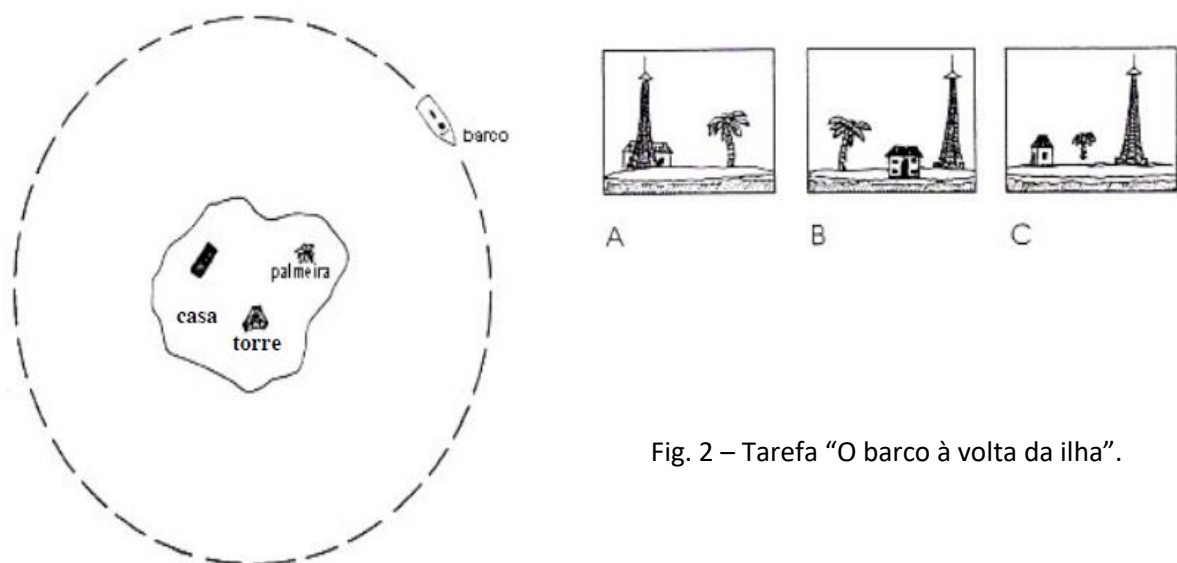 barco
palmeira
casa
torre
A
B
C
Fig. 2 – Tarefa “O barco à volta da ilha”.